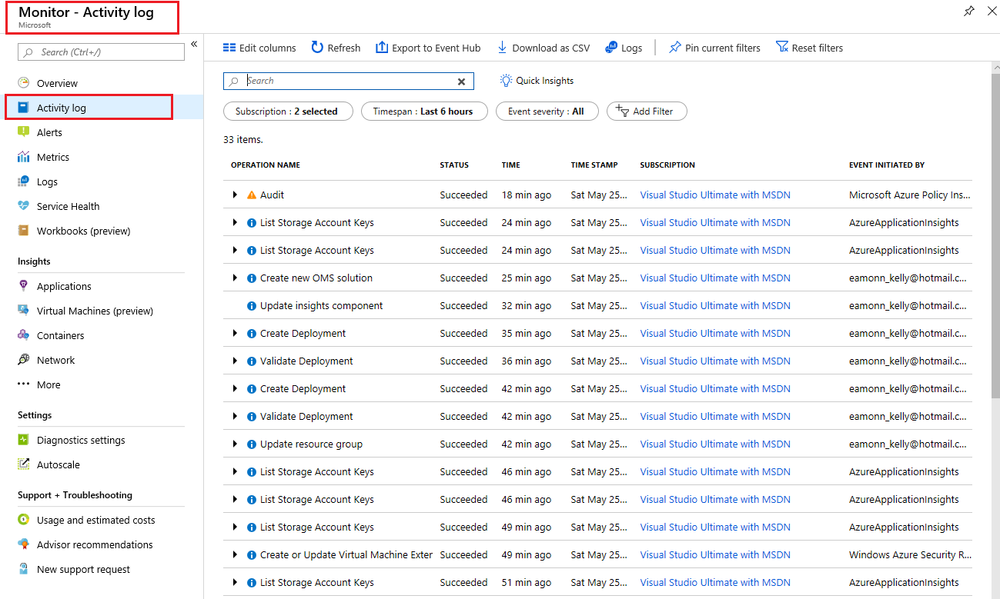 Monitor - Activity log
Microsoft
Search (Ctrl+/)
«
Overview
Activity log
Alerts
Metrics
Logs
Service Health
Workbooks (preview)
Insights
Applications
Virtual Machines (preview)
Containers
Network
More
Settings
Diagnostics settings
Autoscale
Support + Troubleshooting
Usage and estimated costs
Advisor recommendations
New support request
Edit columns Refresh Export to Event Hub Download as CSV Logs Pin current filters Reset filters
Search Quick Insights
Subscription : 2 selected Timespan : Last 6 hours Event severity : All Add Filter
33 items.
OPERATION NAME STATUS TIME TIME STAMP SUBSCRIPTION EVENT INITIATED BY
Audit Succeeded 18 min ago Sat May 25... Visual Studio Ultimate with MSDN Microsoft Azure Policy Ins...
List Storage Account Keys Succeeded 24 min ago Sat May 25... Visual Studio Ultimate with MSDN AzureApplicationInsights
List Storage Account Keys Succeeded 24 min ago Sat May 25... Visual Studio Ultimate with MSDN AzureApplicationInsights
Create new OMS solution Succeeded 25 min ago Sat May 25... Visual Studio Ultimate with MSDN eamonn_kelly@hotmail.c...
Update insights component Succeeded 32 min ago Sat May 25... Visual Studio Ultimate with MSDN eamonn_kelly@hotmail.c...
Create Deployment Succeeded 35 min ago Sat May 25... Visual Studio Ultimate with MSDN eamonn_kelly@hotmail.c...
Validate Deployment Succeeded 36 min ago Sat May 25... Visual Studio Ultimate with MSDN eamonn_kelly@hotmail.c...
Create Deployment Succeeded 42 min ago Sat May 25... Visual Studio Ultimate with MSDN eamonn_kelly@hotmail.c...
Validate Deployment Succeeded 42 min ago Sat May 25... Visual Studio Ultimate with MSDN eamonn_kelly@hotmail.c...
Update resource group Succeeded 42 min ago Sat May 25... Visual Studio Ultimate with MSDN eamonn_kelly@hotmail.c...
List Storage Account Keys Succeeded 46 min ago Sat May 25... Visual Studio Ultimate with MSDN AzureApplicationInsights
List Storage Account Keys Succeeded 46 min ago Sat May 25... Visual Studio Ultimate with MSDN AzureApplicationInsights
List Storage Account Keys Succeeded 49 min ago Sat May 25... Visual Studio Ultimate with MSDN AzureApplicationInsights
Create or Update Virtual Machine Exter Succeeded 49 min ago Sat May 25... Visual Studio Ultimate with MSDN Windows Azure Security R...
List Storage Account Keys Succeeded 51 min ago Sat May 25... Visual Studio Ultimate with MSDN AzureApplicationInsights